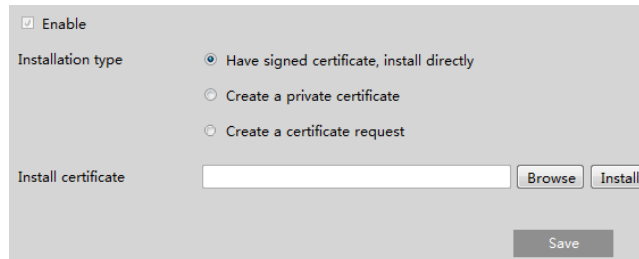 Enable
Installation type
Have signed certificate, install directly
Create a private certificate
Create a certificate request
Install certificate
Browse
Install
Save